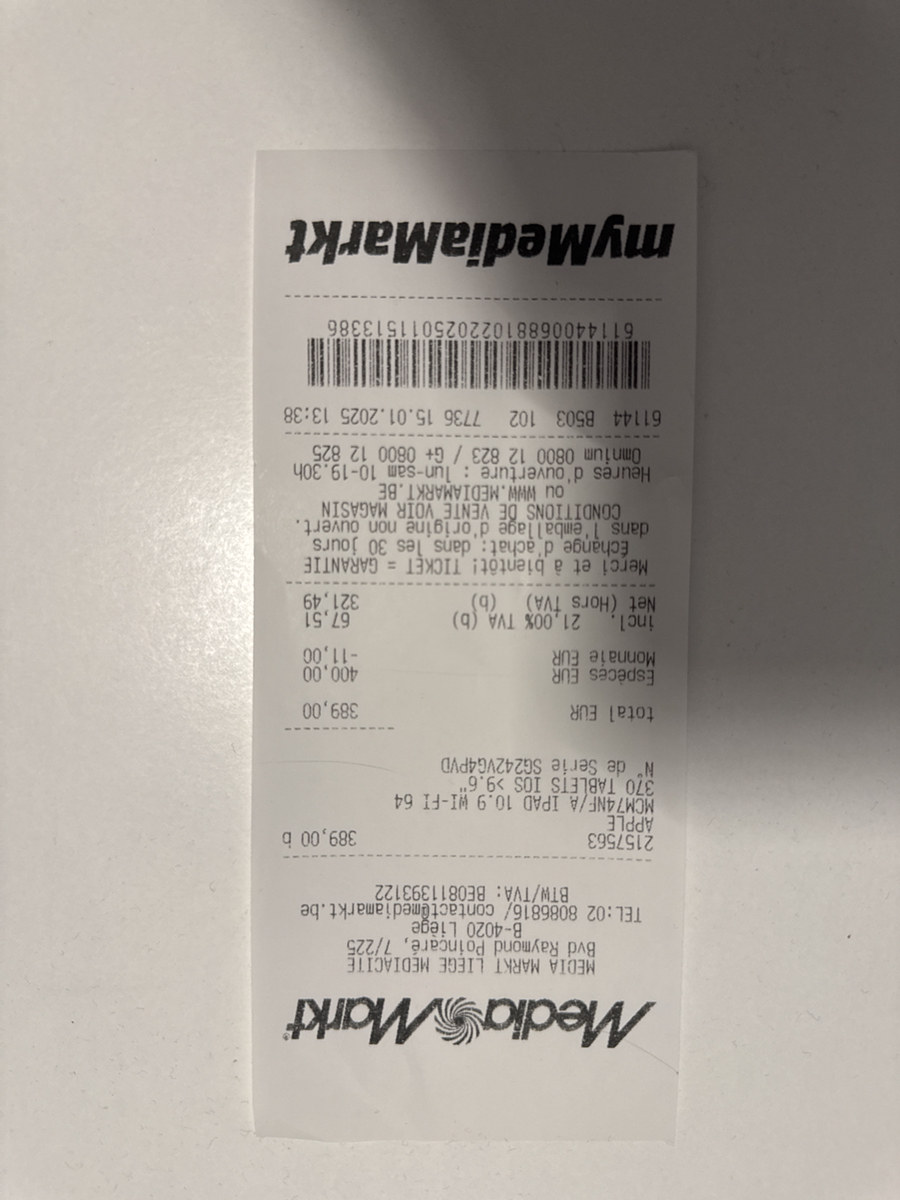 Media Markt®
MEDIA MARKT LIEGE MEDIACITE
Bvd Raymond Poincaré, 7/225
B-4020 Liège
TEL:02 8086816/ contact@mediamarkt.be
BTW/TVA: BE0811393122
2157563 389,00 b
APPLE
MCM74NF/A IPAD 10.9 WI-FI 64
370 TABLETS IOS >9.6"
N° de Serie SG242VG4PVD
total EUR 389,00
Espèces EUR 400,00
Monnaie EUR -11,00
incl. 21,00% TVA (b) 67,51
Net (Hors TVA) (b) 321,49
Merci et à bientôt! TICKET = GARANTIE
Échange d'achat: dans les 30 jours
dans l'emballage d'origine non ouvert.
CONDITIONS DE VENTE VOIR MAGASIN
ou WWW.MEDIAMARKT.BE
Heures d'ouverture : lun-sam 10-19.30h
Omnium 0800 12 823 / G+ 0800 12 825
61144 B503 102 7736 15.01.2025 13:38
611144006881022025011513386
myMediaMarkt